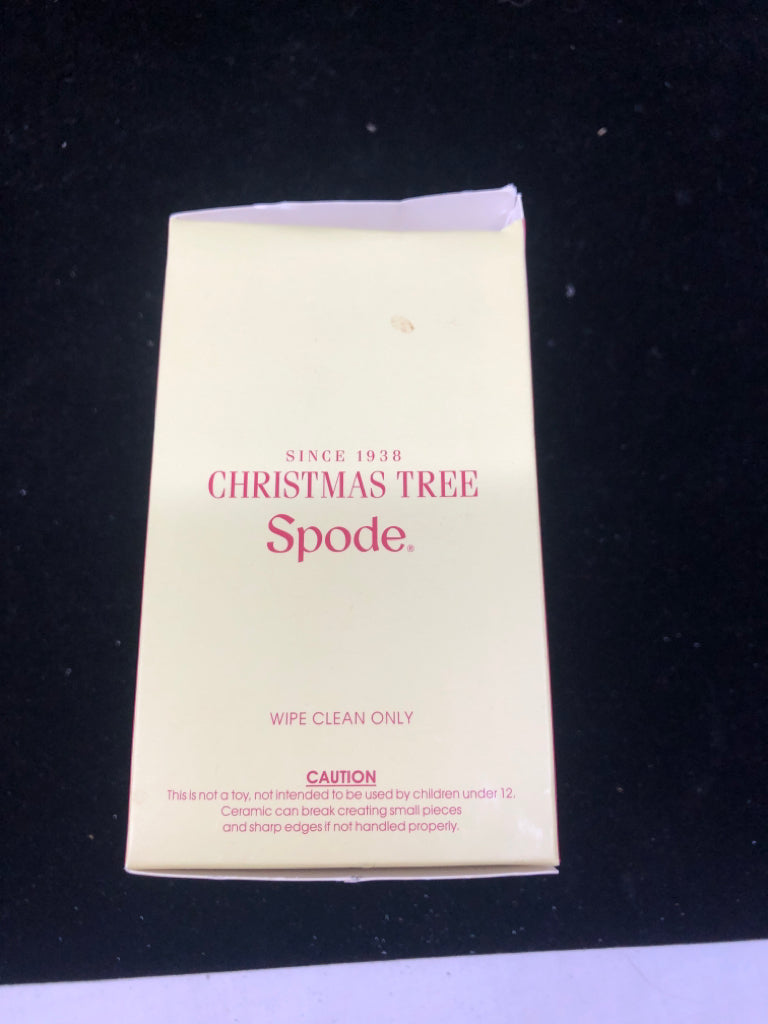 SINCE 1938
CHRISTMAS TREE
Spode®
WIPE CLEAN ONLY
CAUTION
This is not a toy, not intended to be used by children under 12.
Ceramic can break creating small pieces
and sharp edges if not handled properly.